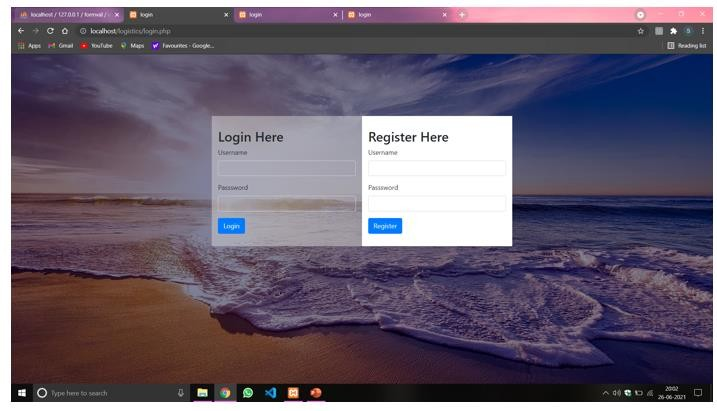 localhost / 127.0.0.1 / formval /
login
login
login
localhost/logistics/login.php
Apps
Gmail
YouTube
Maps
Favourites - Google...
Reading list
Login Here
Username
Passsword
Login
Register Here
Username
Passsword
Register
Type here to search
20:02
26-06-2021